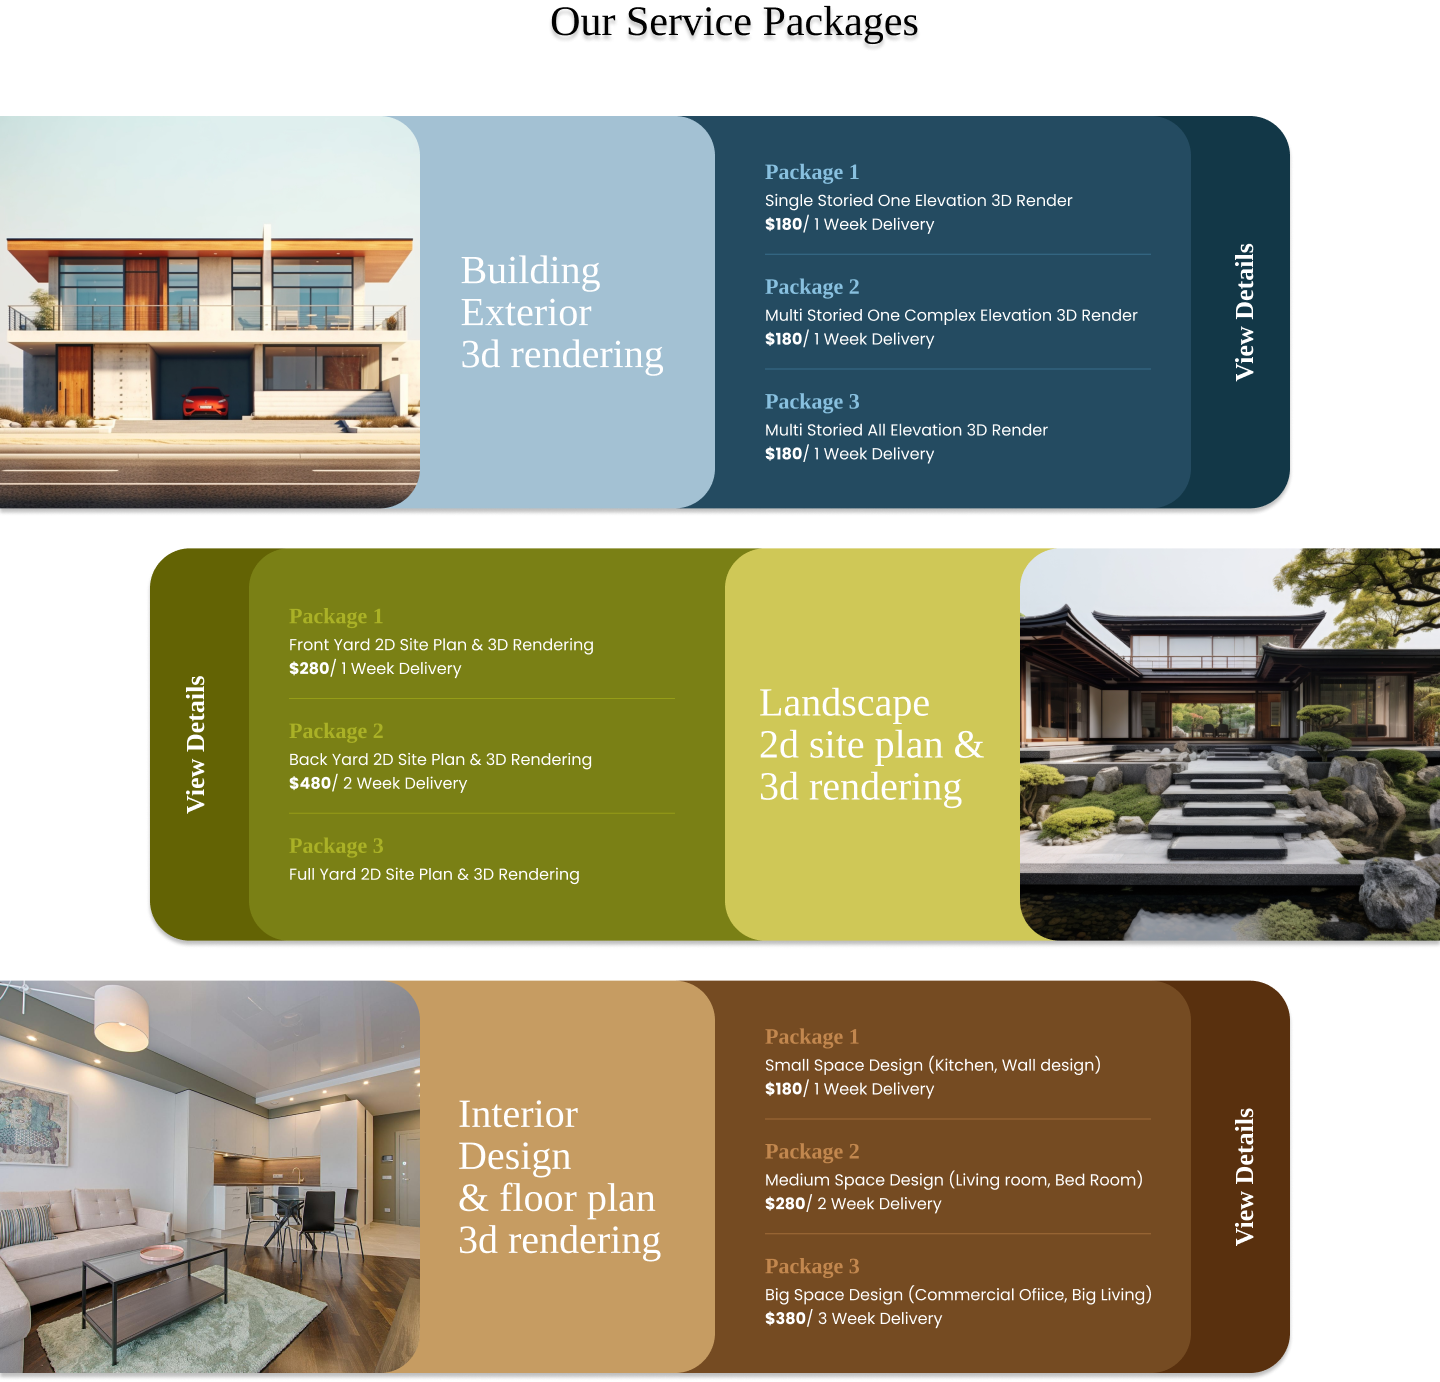 Our Service Packages
Building
Exterior
3d rendering
Package 1
Single Storied One Elevation 3D Render
$180/ 1 Week Delivery
Package 2
Multi Storied One Complex Elevation 3D Render
$180/ 1 Week Delivery
Package 3
Multi Storied All Elevation 3D Render
$180/ 1 Week Delivery
View Details
View Details
Package 1
Front Yard 2D Site Plan & 3D Rendering
$280/ 1 Week Delivery
Package 2
Back Yard 2D Site Plan & 3D Rendering
$480/ 2 Week Delivery
Package 3
Full Yard 2D Site Plan & 3D Rendering
Landscape
2d site plan &
3d rendering
Interior
Design
& floor plan
3d rendering
Package 1
Small Space Design (Kitchen, Wall design)
$180/ 1 Week Delivery
Package 2
Medium Space Design (Living room, Bed Room)
$280/ 2 Week Delivery
Package 3
Big Space Design (Commercial Ofiice, Big Living)
$380/ 3 Week Delivery
View Details